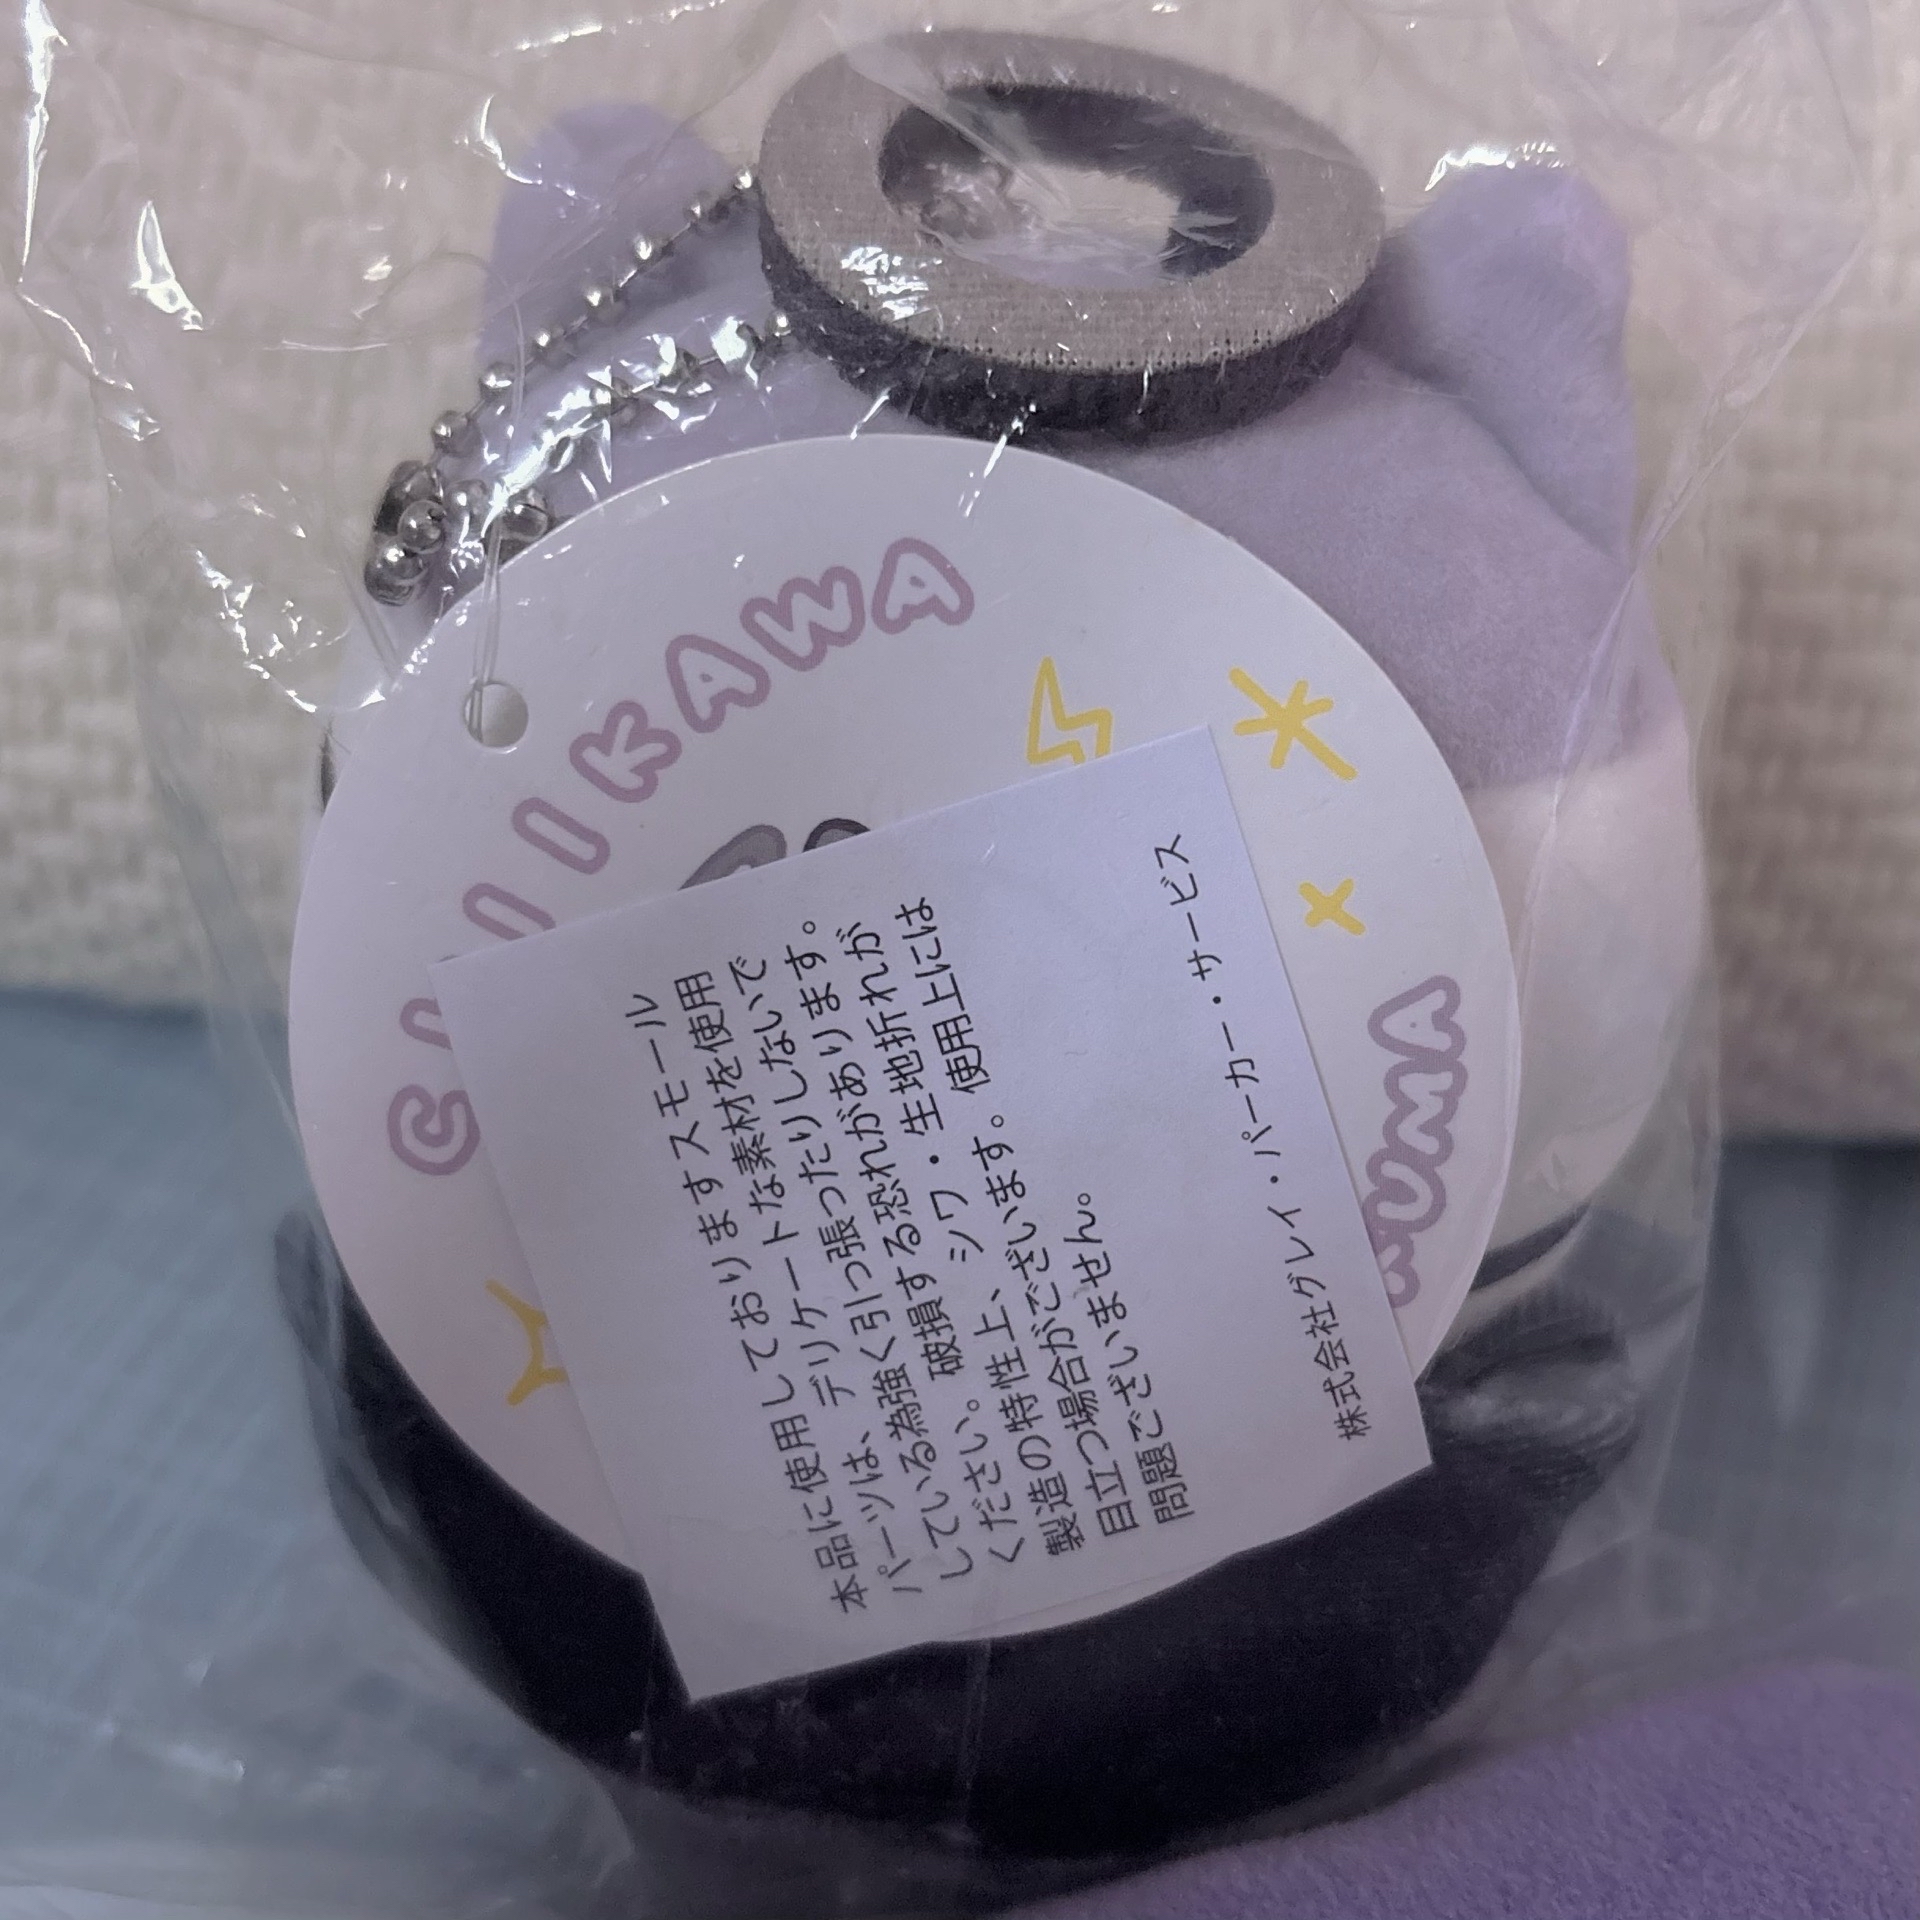 CHIIKAWA
UMA
本品に使用しておりますスモール
パーツは、デリケートな素材を使用
している為強く引っ張ったりしないで
ください。破損する恐れがあります。
製造の特性上、シワ・生地折れが
目立つ場合がございます。使用上には
問題ございません。
株式会社グレイ・パーカー・サービス